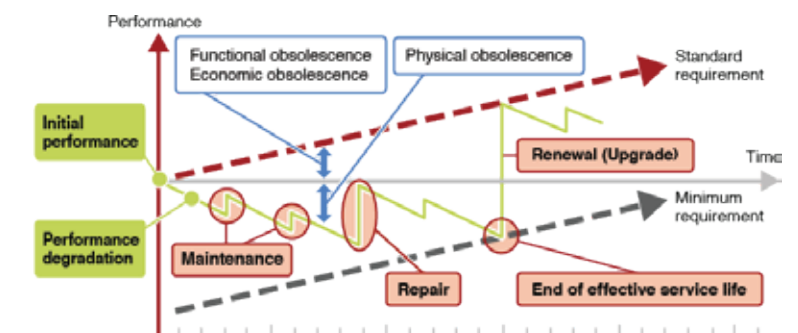 Performance
Functional obsolescence
Economic obsolescence
Physical obsolescence
Standard
requirement
Initial
performance
Renewal (Upgrade)
Time
Minimum
requirement
Performance
degradation
Maintenance
Repair
End of effective service life